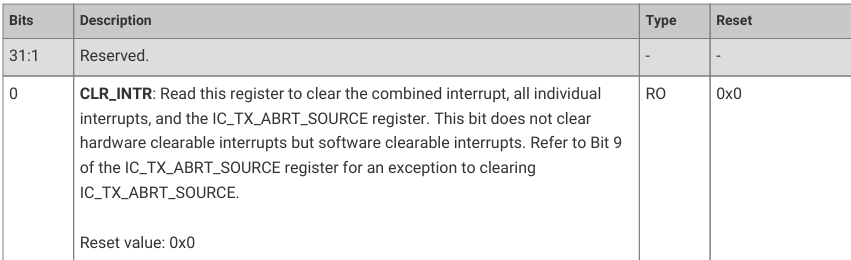 Bits Description Type Reset
31:1 Reserved. - -
0 CLR_INTR: Read this register to clear the combined interrupt, all individual RO 0x0
interrupts, and the IC_TX_ABRT_SOURCE register. This bit does not clear
hardware clearable interrupts but software clearable interrupts. Refer to Bit 9
of the IC_TX_ABRT_SOURCE register for an exception to clearing
IC_TX_ABRT_SOURCE.
Reset value: 0x0